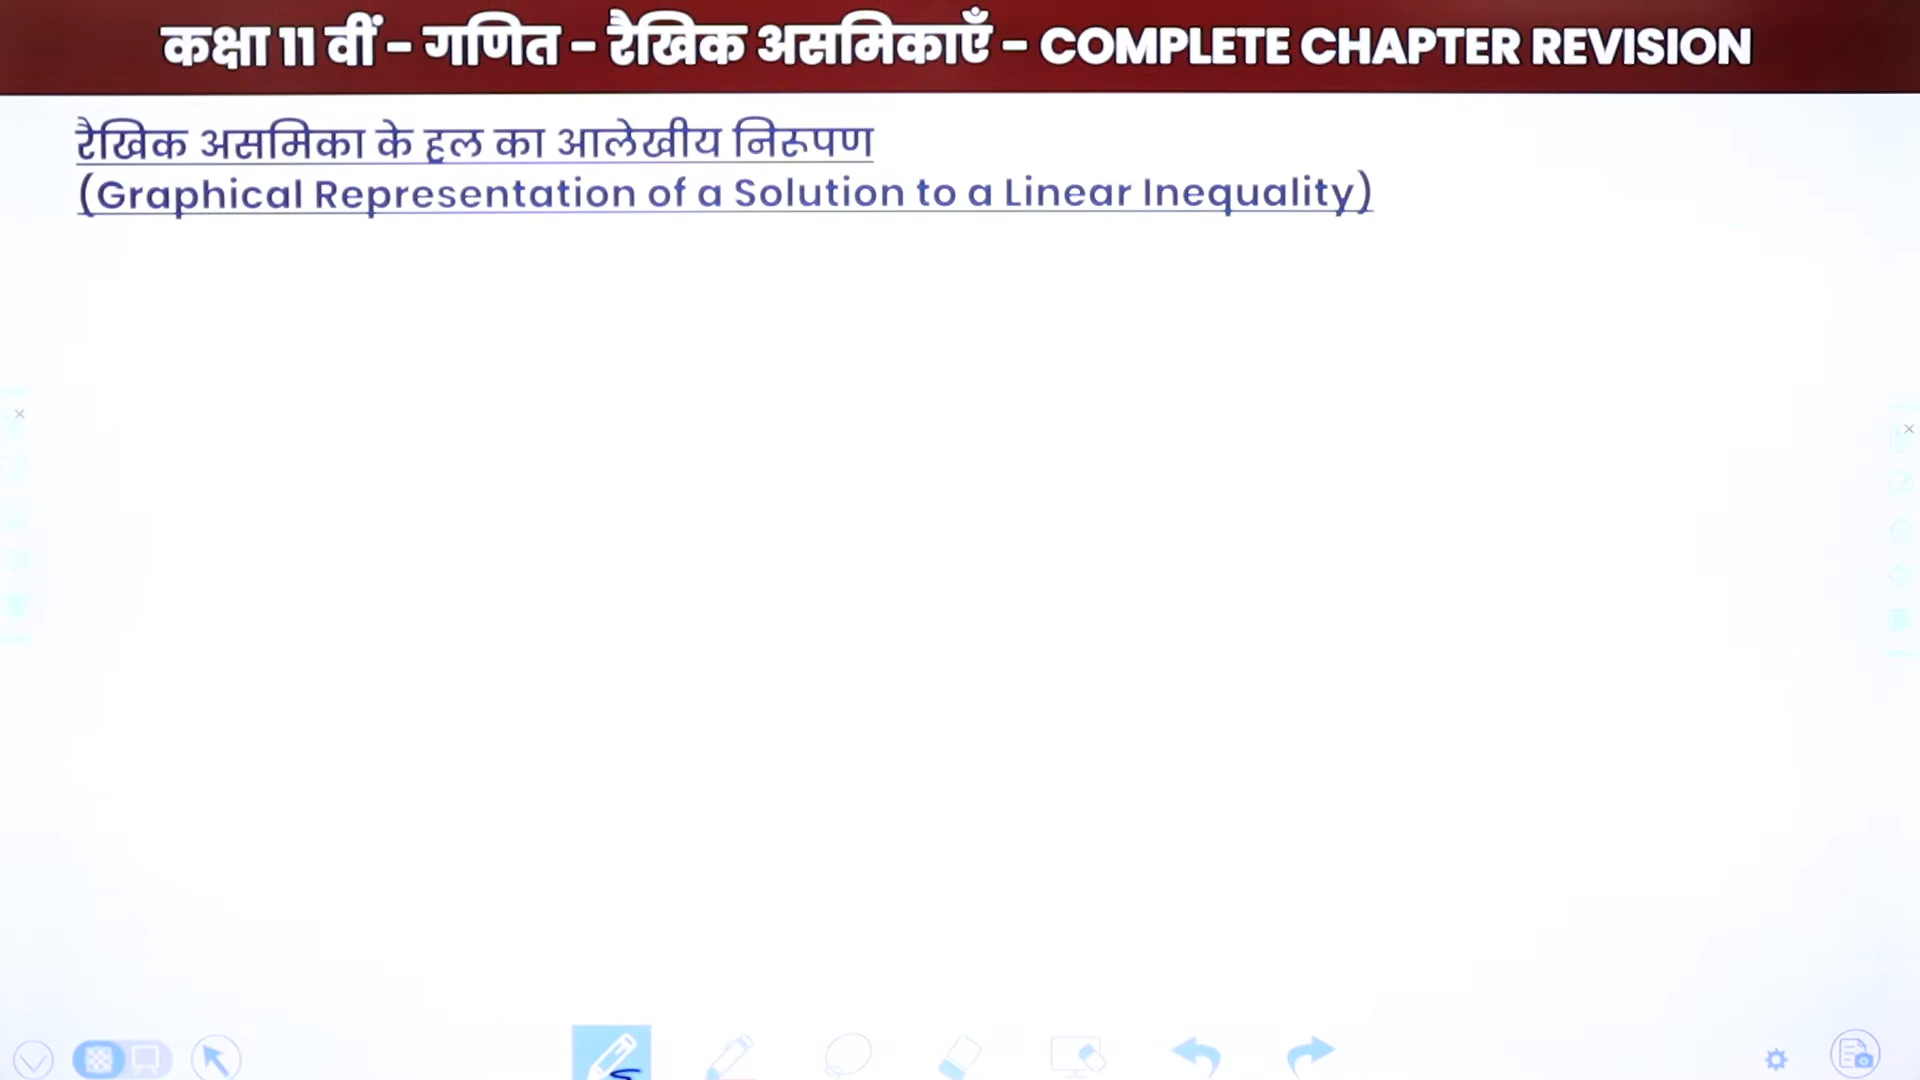 कक्षा 11 वीं - गणित - रैखिक असमिकाएँ - COMPLETE CHAPTER REVISION
रैखिक असमिका के हल का आलेखीय निरूपण
(Graphical Representation of a Solution to a Linear Inequality)